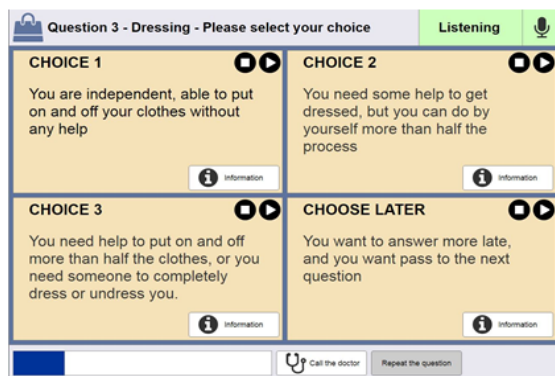 Question 3 - Dressing - Please select your choice
Listening
CHOICE 1
You are independent, able to put
on and off your clothes without
any help
Information
CHOICE 2
You need some help to get
dressed, but you can do by
yourself more than half the
process
Information
CHOICE 3
You need help to put on and off
more than half the clothes, or you
need someone to completely
dress or undress you.
Information
CHOOSE LATER
You want to answer more late,
and you want pass to the next
question
Information
Call the doctor
Repeat the question